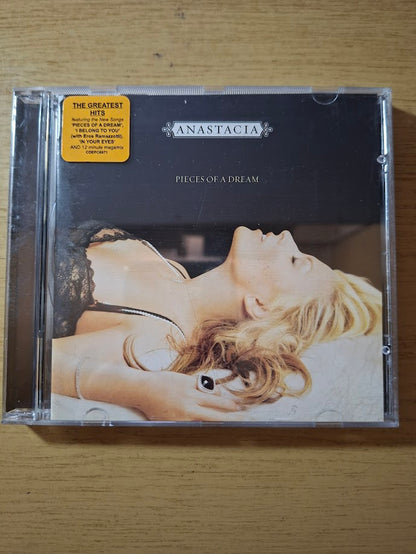 THE GREATEST
HITS
featuring the New Songs
'PIECES OF A DREAM',
'I BELONG TO YOU'
(with Eros Ramazzotti),
'IN YOUR EYES'
AND 12 minute megamix
CDEPC6971
ANASTACIA
PIECES OF A DREAM